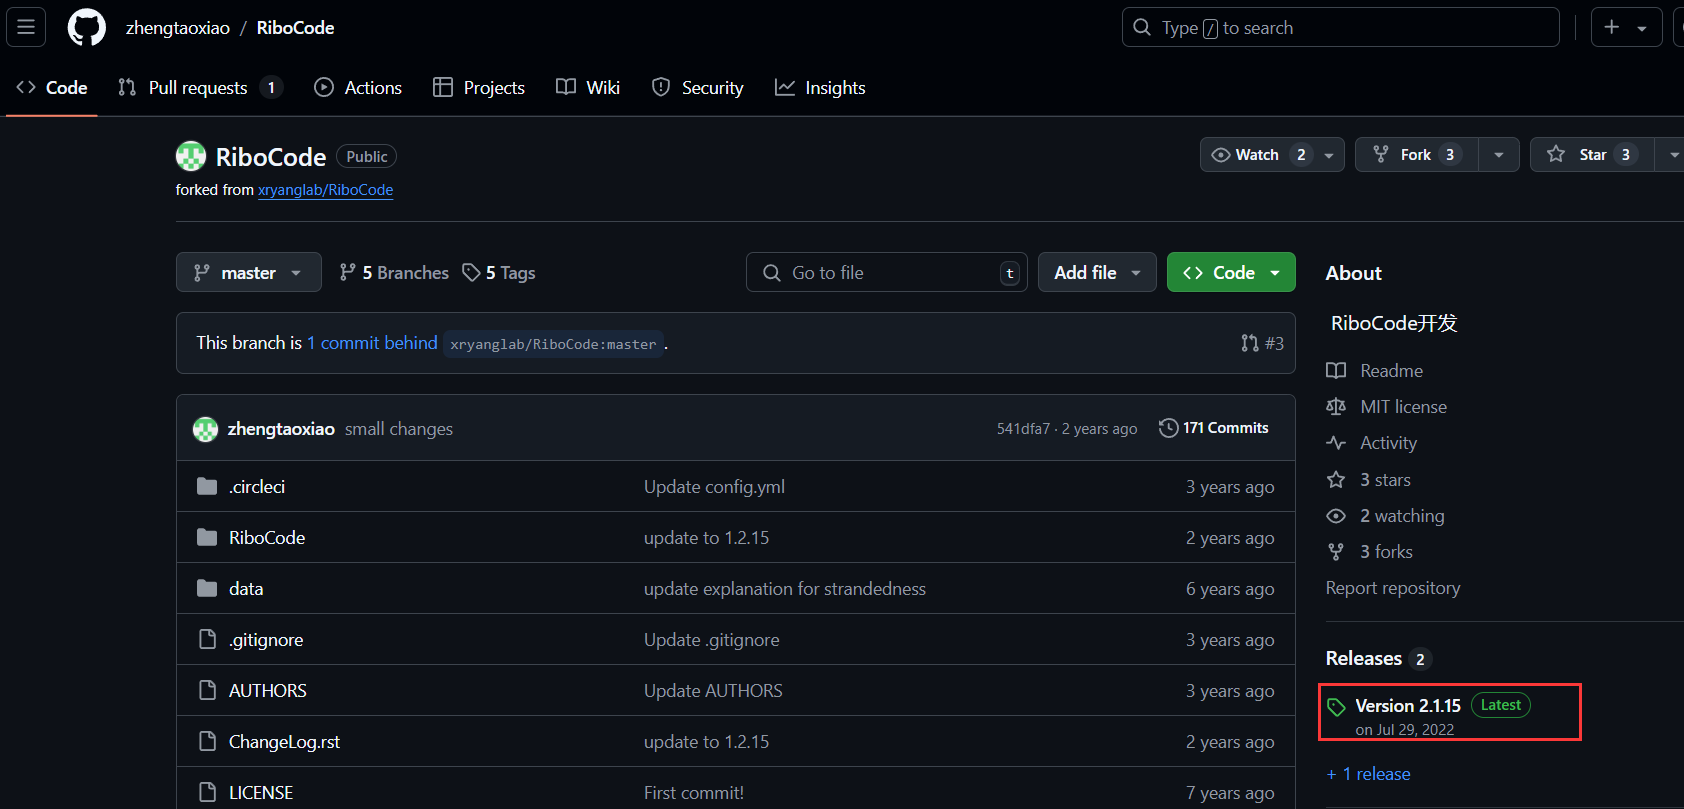 zhengtaoxiao / RiboCode
Type / to search
Code
Pull requests 1
Actions
Projects
Wiki
Security
Insights
RiboCode Public
Watch 2
Fork 3
Star 3
forked from xryanglab/RiboCode
master
5 Branches
5 Tags
Go to file t
Add file
Code
This branch is 1 commit behind xryanglab/RiboCode:master .
#3
zhengtaoxiao small changes 541dfa7 · 2 years ago 171 Commits
.circleci Update config.yml 3 years ago
RiboCode update to 1.2.15 2 years ago
data update explanation for strandedness 6 years ago
.gitignore Update .gitignore 3 years ago
AUTHORS Update AUTHORS 3 years ago
ChangeLog.rst update to 1.2.15 2 years ago
LICENSE First commit! 7 years ago
About
RiboCode开发
Readme
MIT license
Activity
3 stars
2 watching
3 forks
Report repository
Releases 2
Version 2.1.15 Latest
on Jul 29, 2022
+ 1 release